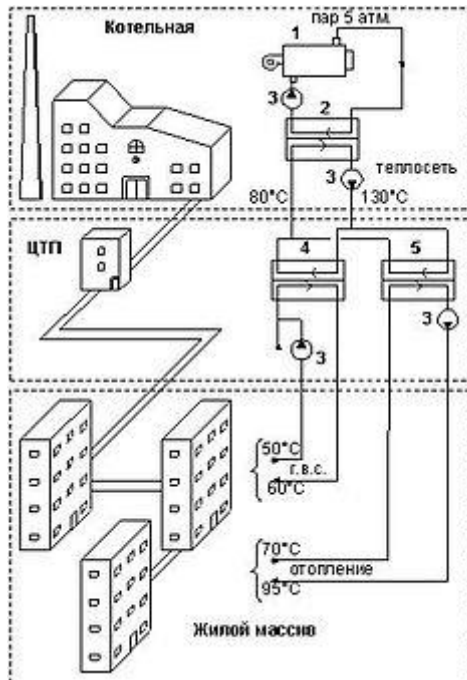 Котельная
пар 5 атм.
1
3
2
3
теплосеть
80°C
130°C
ЦТП
4
5
3
3
50°C
г.в.с.
60°C
70°C
отопление
95°C
Жилой массив